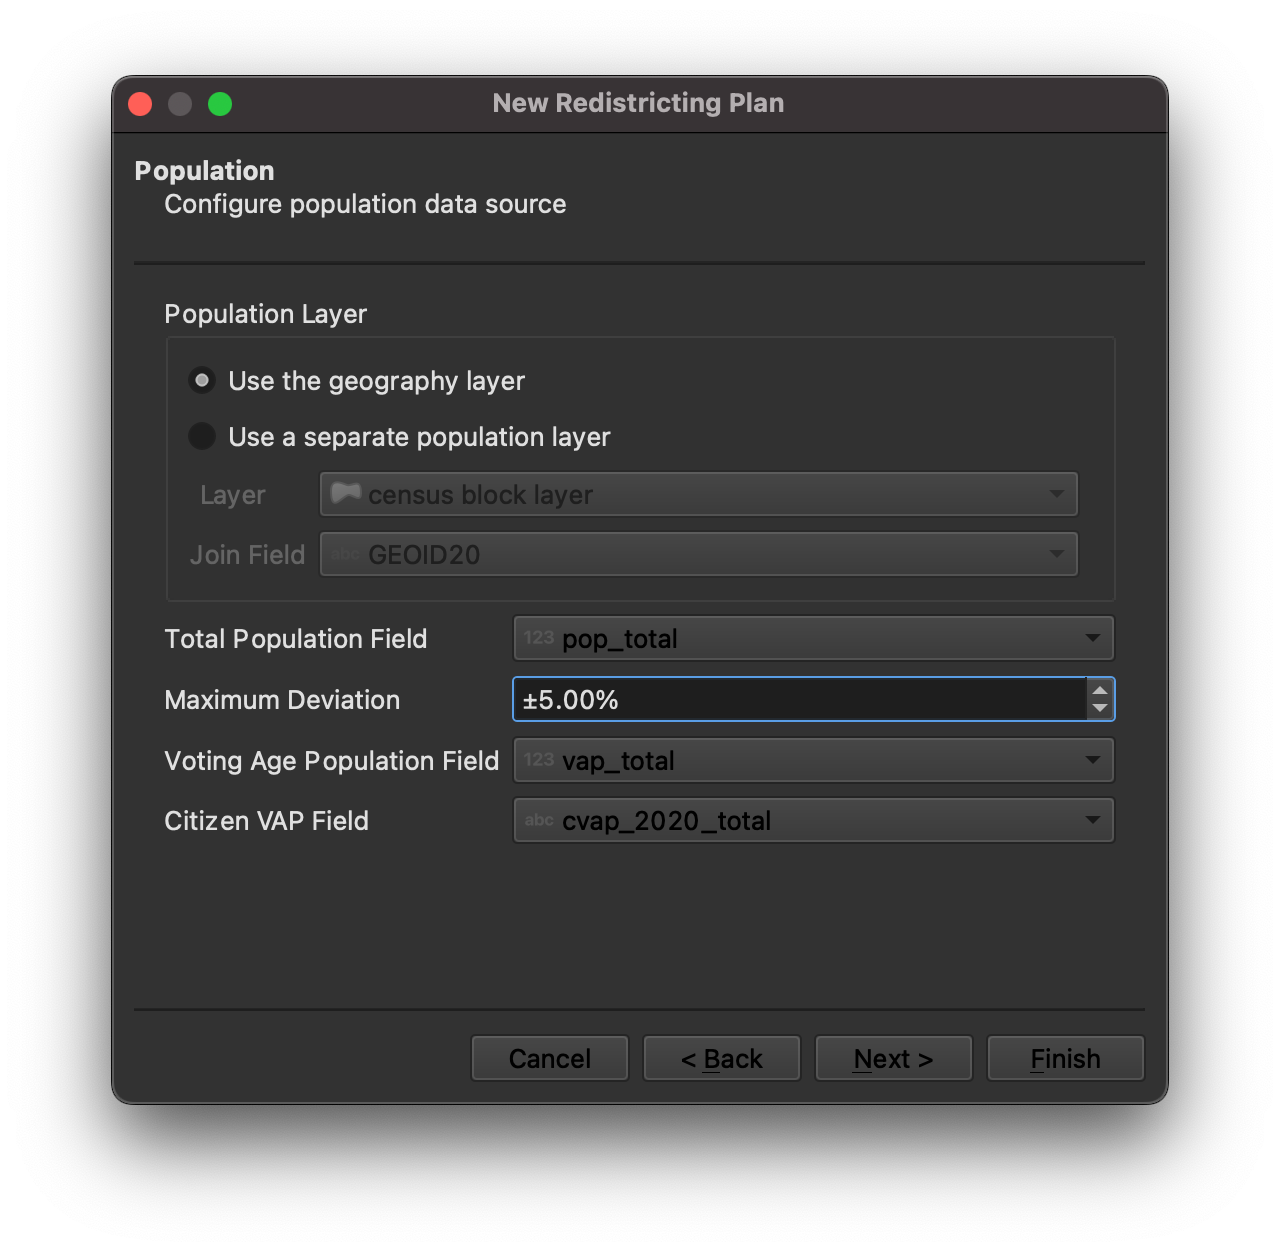 New Redistricting Plan
Population
Configure population data source
Population Layer
Use the geography layer
Use a separate population layer
Layer census block layer
Join Field abc GEOID20
Total Population Field 123 pop_total
Maximum Deviation ±5.00%
Voting Age Population Field 123 vap_total
Citizen VAP Field abc cvap_2020_total
Cancel < Back Next > Finish